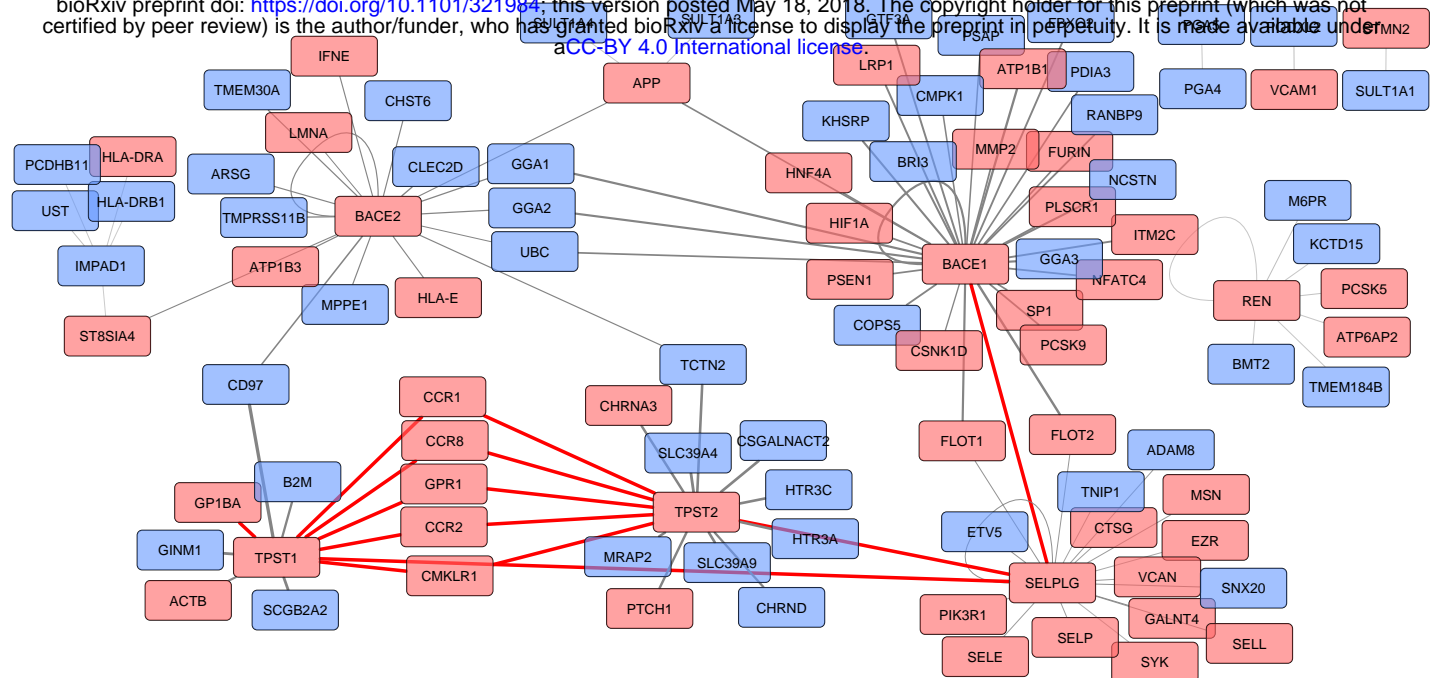 bioRxiv preprint doi: https://doi.org/10.1101/321984; this version posted May 18, 2018. The copyright holder for this preprint (which was not
certified by peer review) is the author/funder, who has granted bioRxiv a license to display the preprint in perpetuity. It is made available under
aCC-BY 4.0 International license.
SULT1A4
SULT1A3
GTF3A
PSAP
FBXO2
PGA5
STMN2
IFNE
LRP1
ATP1B1
PDIA3
TMEM30A
CHST6
APP
CMPK1
PGA4
VCAM1
SULT1A1
LMNA
KHSRP
RANBP9
PCDHB11
HLA-DRA
ARSG
CLEC2D
GGA1
HNF4A
BRI3
MMP2
FURIN
NCSTN
UST
HLA-DRB1
TMPRSS11B
BACE2
GGA2
HIF1A
PLSCR1
ITM2C
M6PR
KCTD15
IMPAD1
ATP1B3
UBC
PSEN1
BACE1
GGA3
NFATC4
MPPE1
HLA-E
REN
PCSK5
ST8SIA4
COPS5
SP1
ATP6AP2
CSNK1D
PCSK9
BMT2
TMEM184B
CD97
TCTN2
CCR1
CHRNA3
CCR8
SLC39A4
CSGALNACT2
FLOT1
FLOT2
ADAM8
GP1BA
B2M
GPR1
HTR3C
TNIP1
MSN
TPST2
CCR2
HTR3A
ETV5
CTSG
EZR
GINM1
TPST1
CMKLR1
MRAP2
SLC39A9
SELPLG
VCAN
SNX20
ACTB
SCGB2A2
PTCH1
CHRND
PIK3R1
GALNT4
SELP
SELL
SELE
SYK